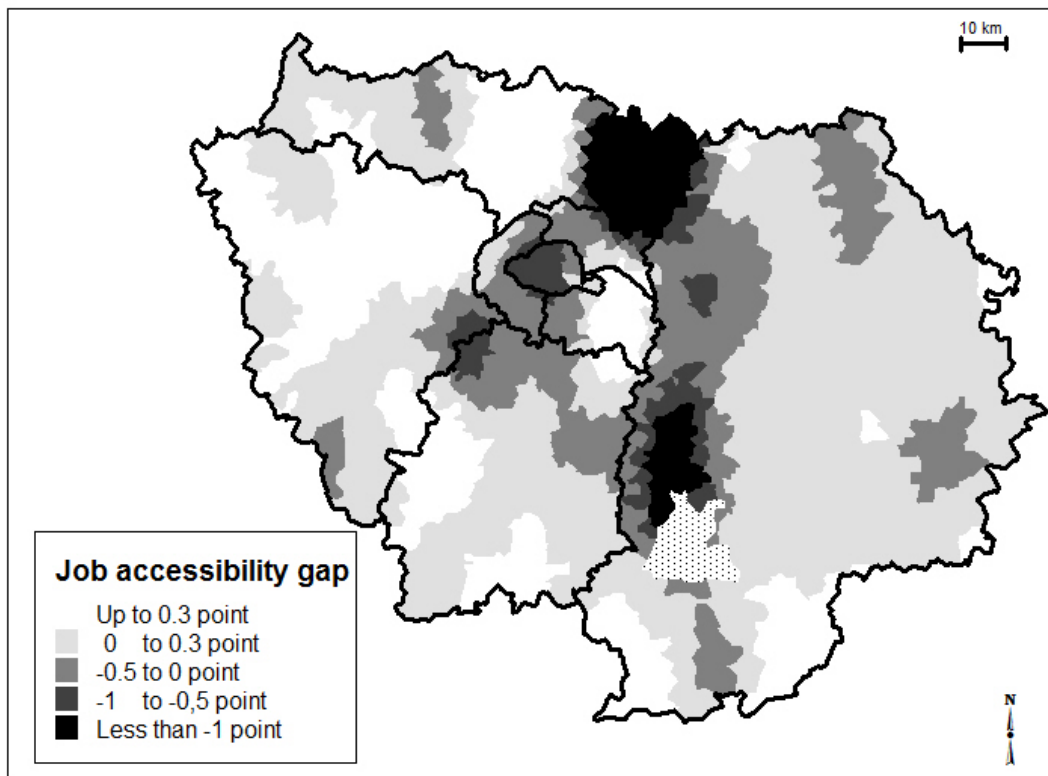 10 km
Job accessibility gap
Up to 0.3 point
0 to 0.3 point
-0.5 to 0 point
-1 to -0,5 point
Less than -1 point
N